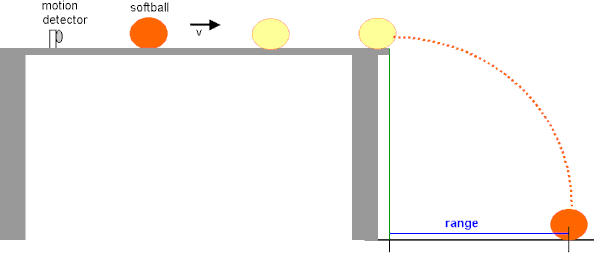 motion
detector
softball
v
range